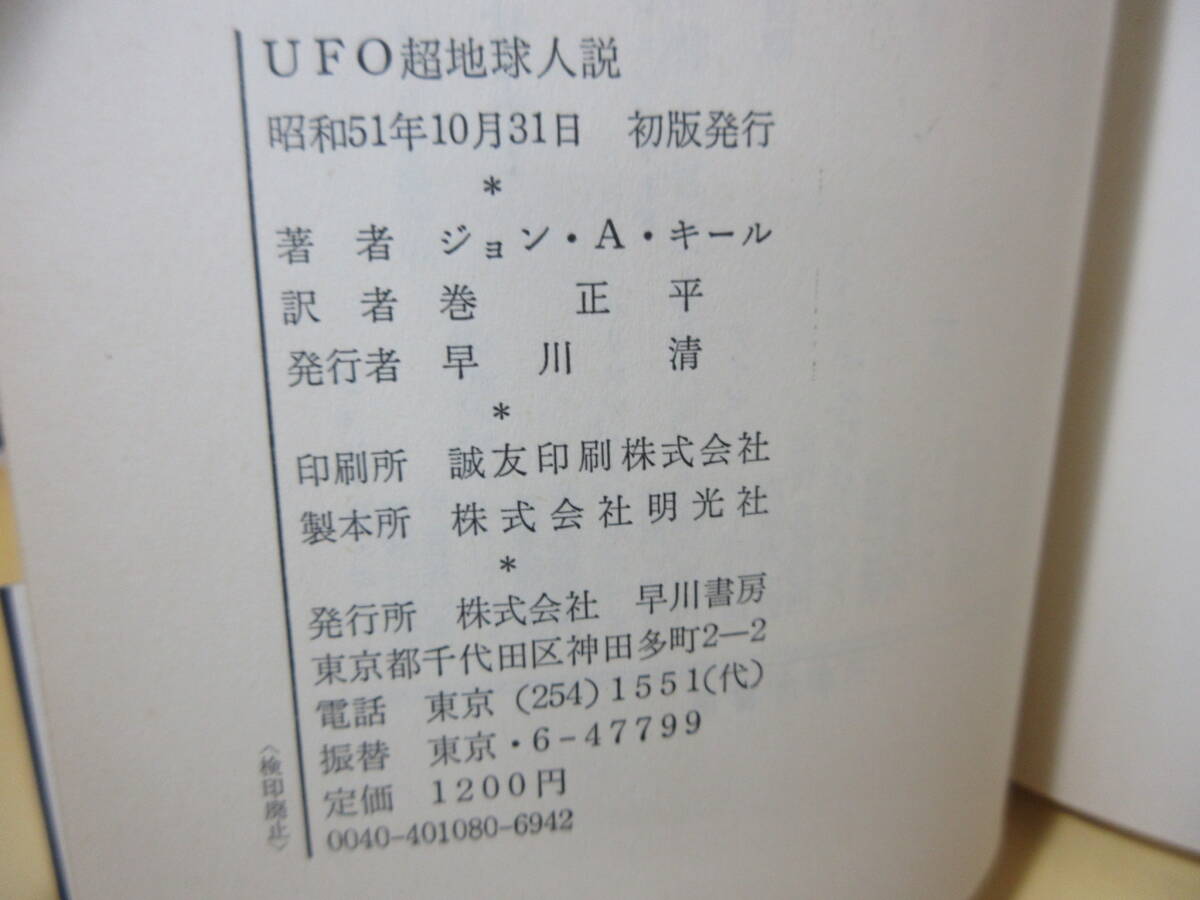 UFO超地球人説
昭和51年10月31日 初版発行
*
著者 ジョン・A・キール
訳者 巻正平
発行者 早川清
*
印刷所 誠友印刷株式会社
製本所 株式会社明光社
*
発行所 株式会社 早川書房
東京都千代田区神田多町2—2
電話 東京(254)1551(代)
振替 東京・6-47799
定価 1200円
0040-401080-6942
〈検印廃止〉